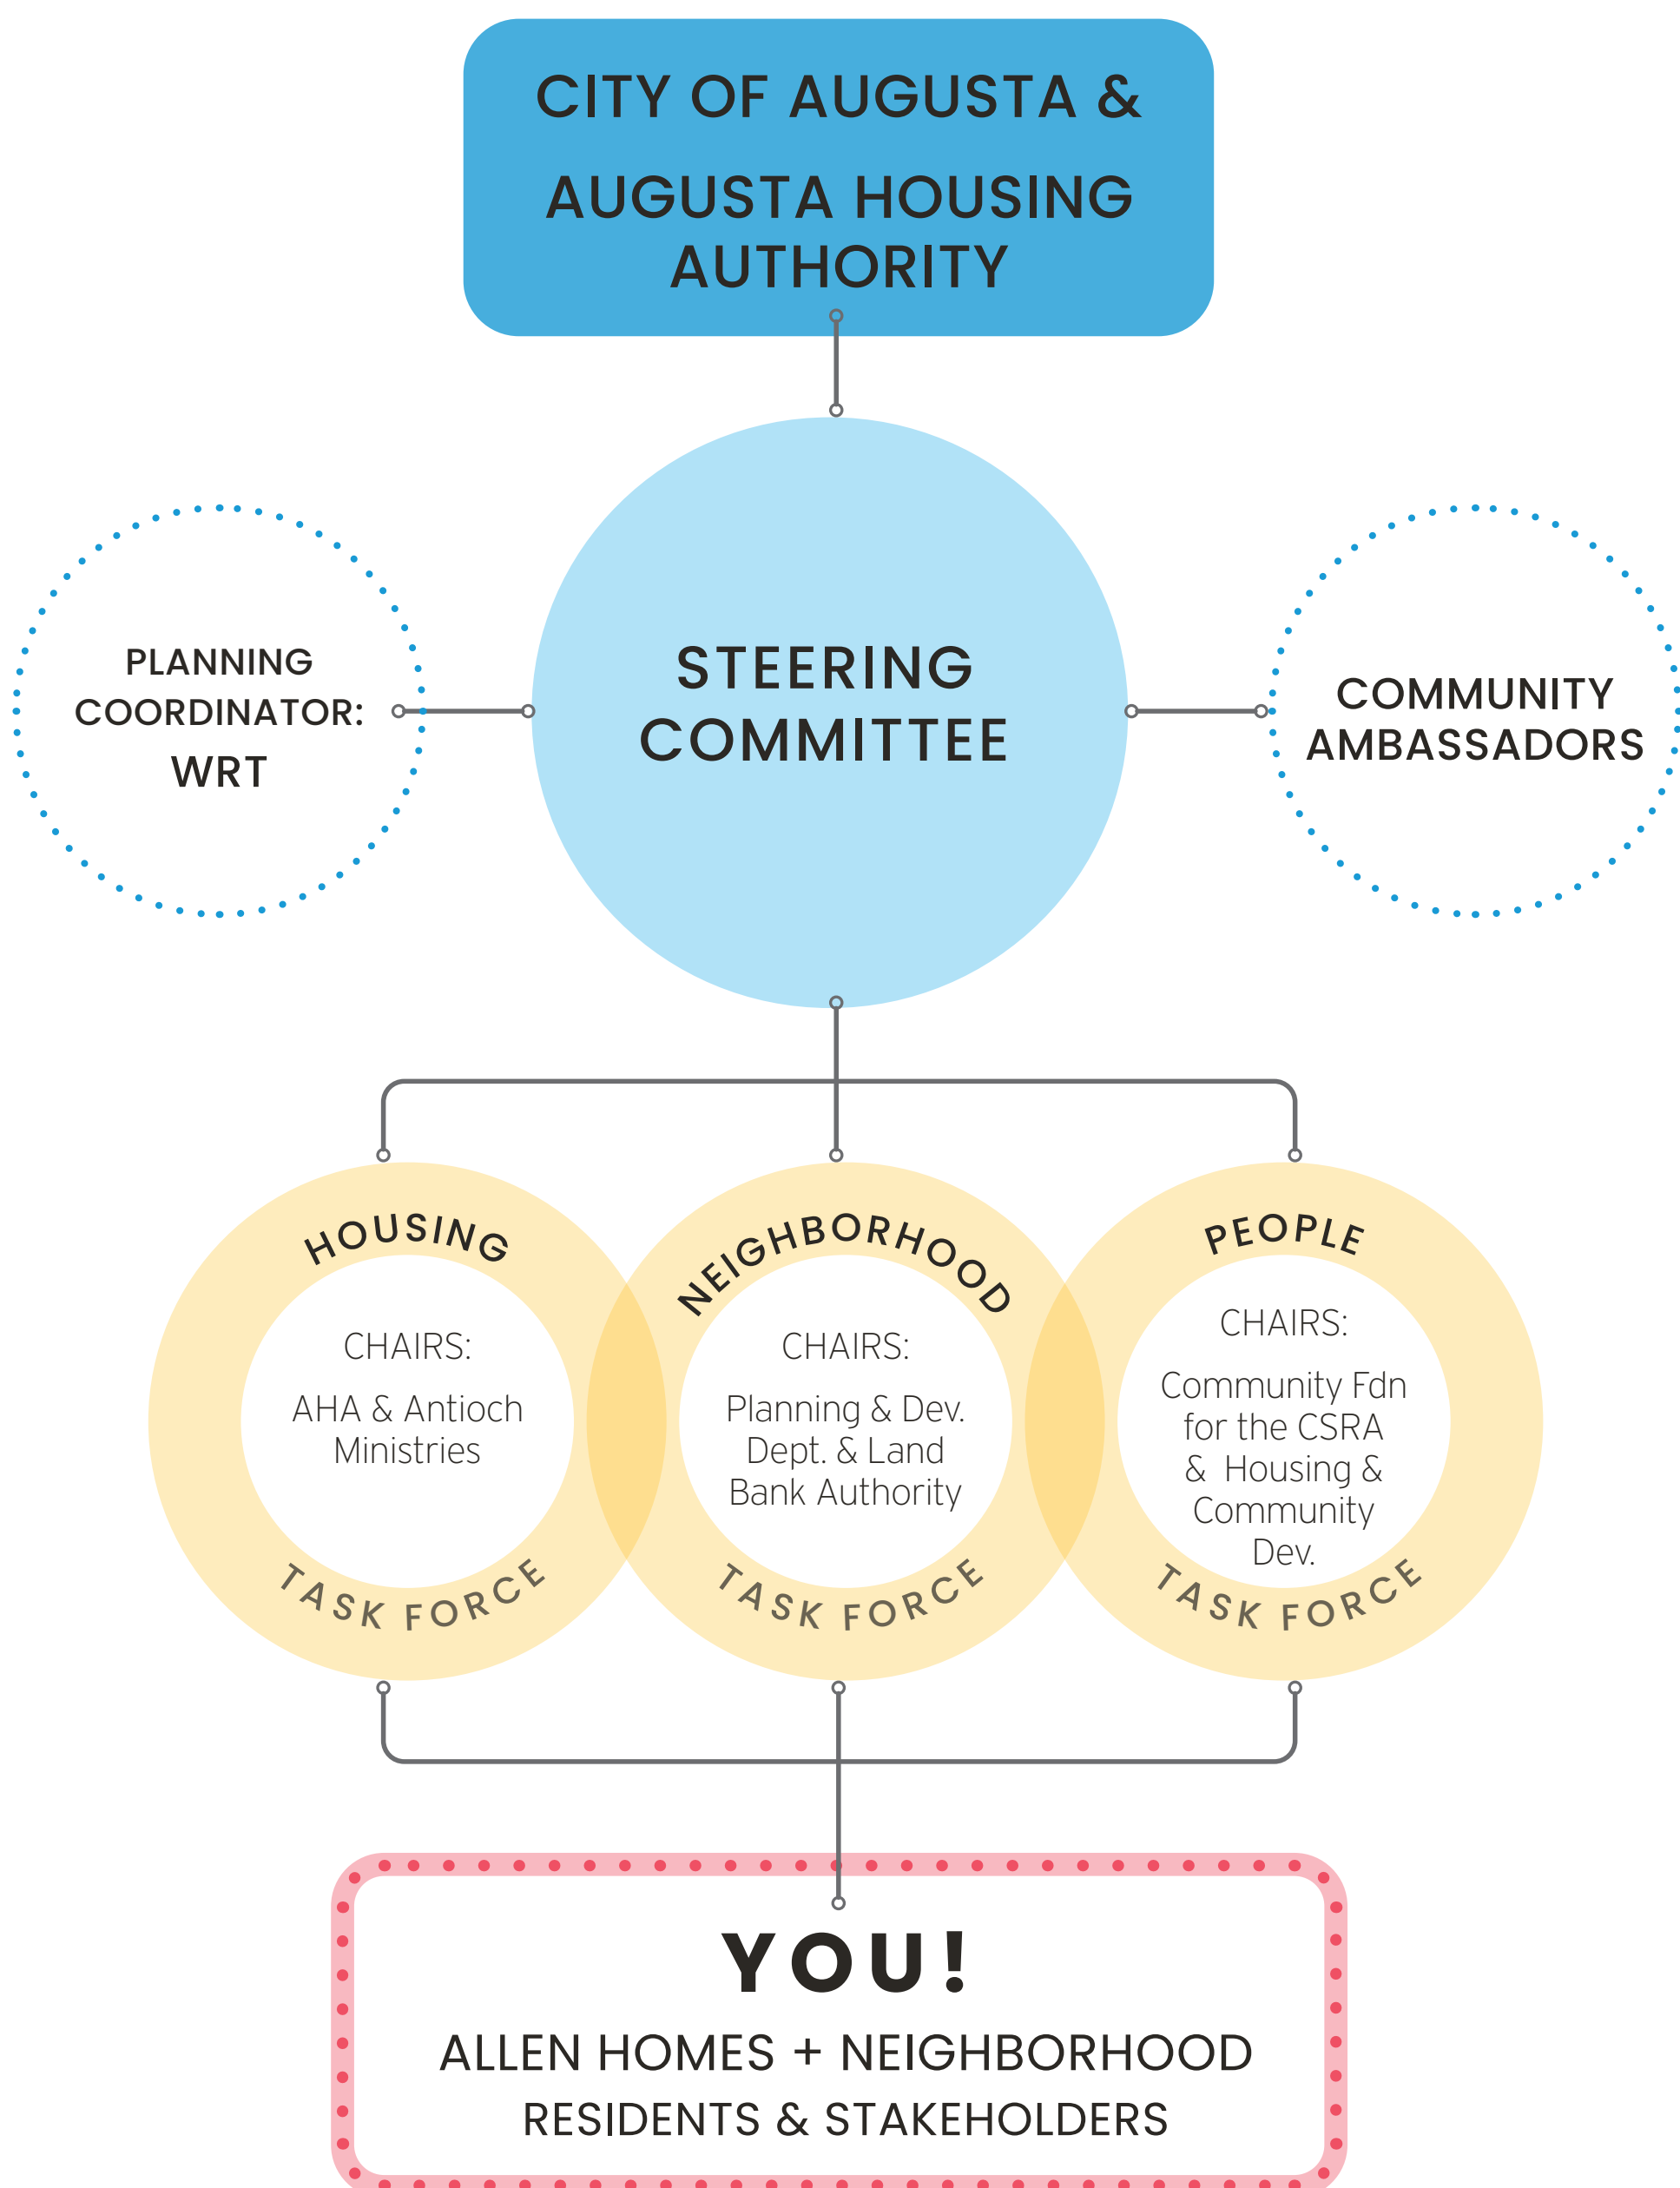 CITY OF AUGUSTA &
AUGUSTA HOUSING
AUTHORITY
PLANNING
COORDINATOR:
WRT
STEERING
COMMITTEE
COMMUNITY
AMBASSADORS
HOUSING
CHAIRS:
AHA & Antioch
Ministries
TASK FORCE
NEIGHBORHOOD
CHAIRS:
Planning & Dev.
Dept. & Land
Bank Authority
TASK FORCE
PEOPLE
CHAIRS:
Community Fdn
for the CSRA
& Housing &
Community
Dev.
TASK FORCE
YOU!
ALLEN HOMES + NEIGHBORHOOD
RESIDENTS & STAKEHOLDERS